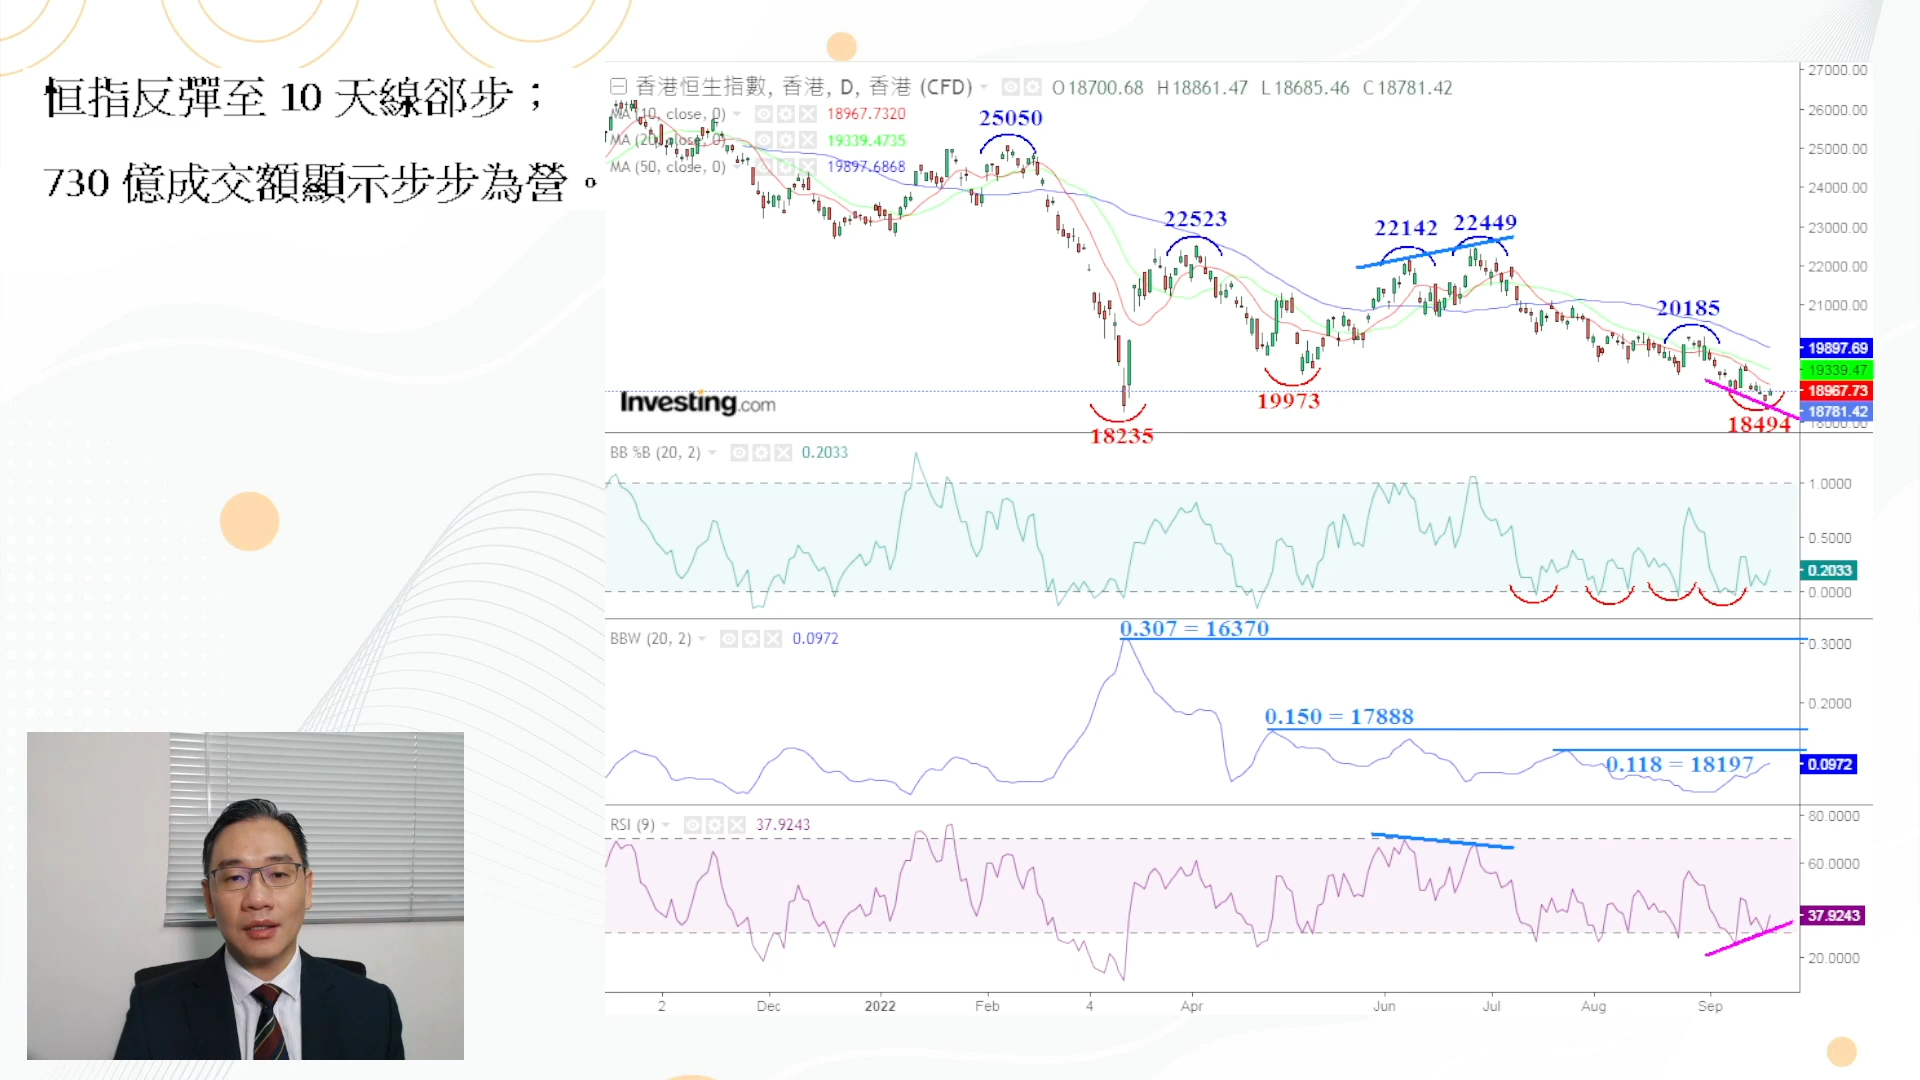 恒指反彈至 10 天線郤步；
730 億成交額顯示步步為營。
香港恒生指數, 香港, D, 香港 (CFD) O18700.68 H18861.47 L18685.46 C18781.42
MA (10, close, 0) 18967.7320
MA (20, close, 0) 19339.4735
MA (50, close, 0) 19897.6868
25050
22523
22142
22449
20185
18235
19973
18494
Investing.com
27000.00
26000.00
25000.00
24000.00
23000.00
22000.00
21000.00
19897.69
19339.47
18967.73
18781.42
18000.00
BB %B (20, 2) 0.2033
1.0000
0.5000
0.2033
0.0000
BBW (20, 2) 0.0972
0.307 = 16370
0.150 = 17888
0.118 = 18197
0.3000
0.2000
0.0972
RSI (9) 37.9243
80.0000
60.0000
37.9243
20.0000
2 Dec 2022 Feb 4 Apr Jun Jul Aug Sep